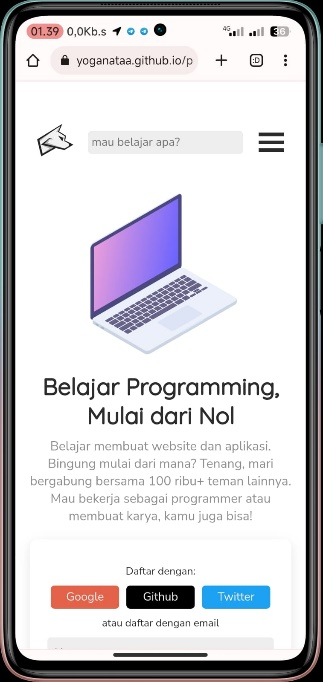 01.39 0,0Kb.s 4G 36
yoganataa.github.io/p :D
mau belajar apa?
Belajar Programming,
Mulai dari Nol
Belajar membuat website dan aplikasi.
Bingung mulai dari mana? Tenang, mari
bergabung bersama 100 ribu+ teman lainnya.
Mau bekerja sebagai programmer atau
membuat karya, kamu juga bisa!
Daftar dengan:
Google Github Twitter
atau daftar dengan email